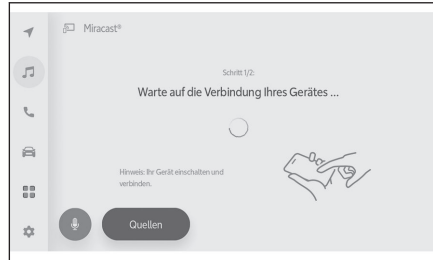 Miracast®
Schritt 1/2:
Warte auf die Verbindung Ihres Gerätes ...
Hinweis: Ihr Gerät einschalten und
verbinden.
Quellen